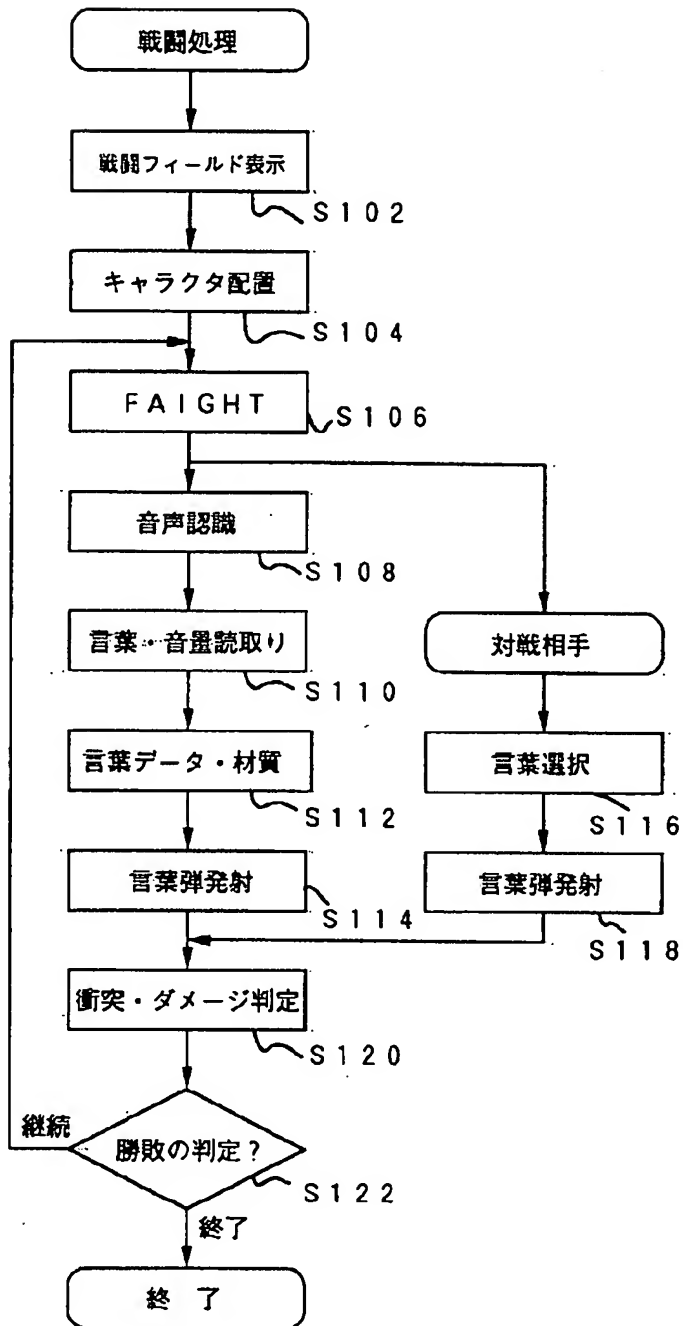 戦闘処理
戦闘フィールド表示
S102
キャラクタ配置
S104
FAIGHT
S106
音声認識
S108
言葉・音量読取り
S110
対戦相手
言葉データ・材質
S112
言葉選択
S116
言葉弾発射
S114
言葉弾発射
S118
衝突・ダメージ判定
S120
継続
勝敗の判定?
S122
終了
終了